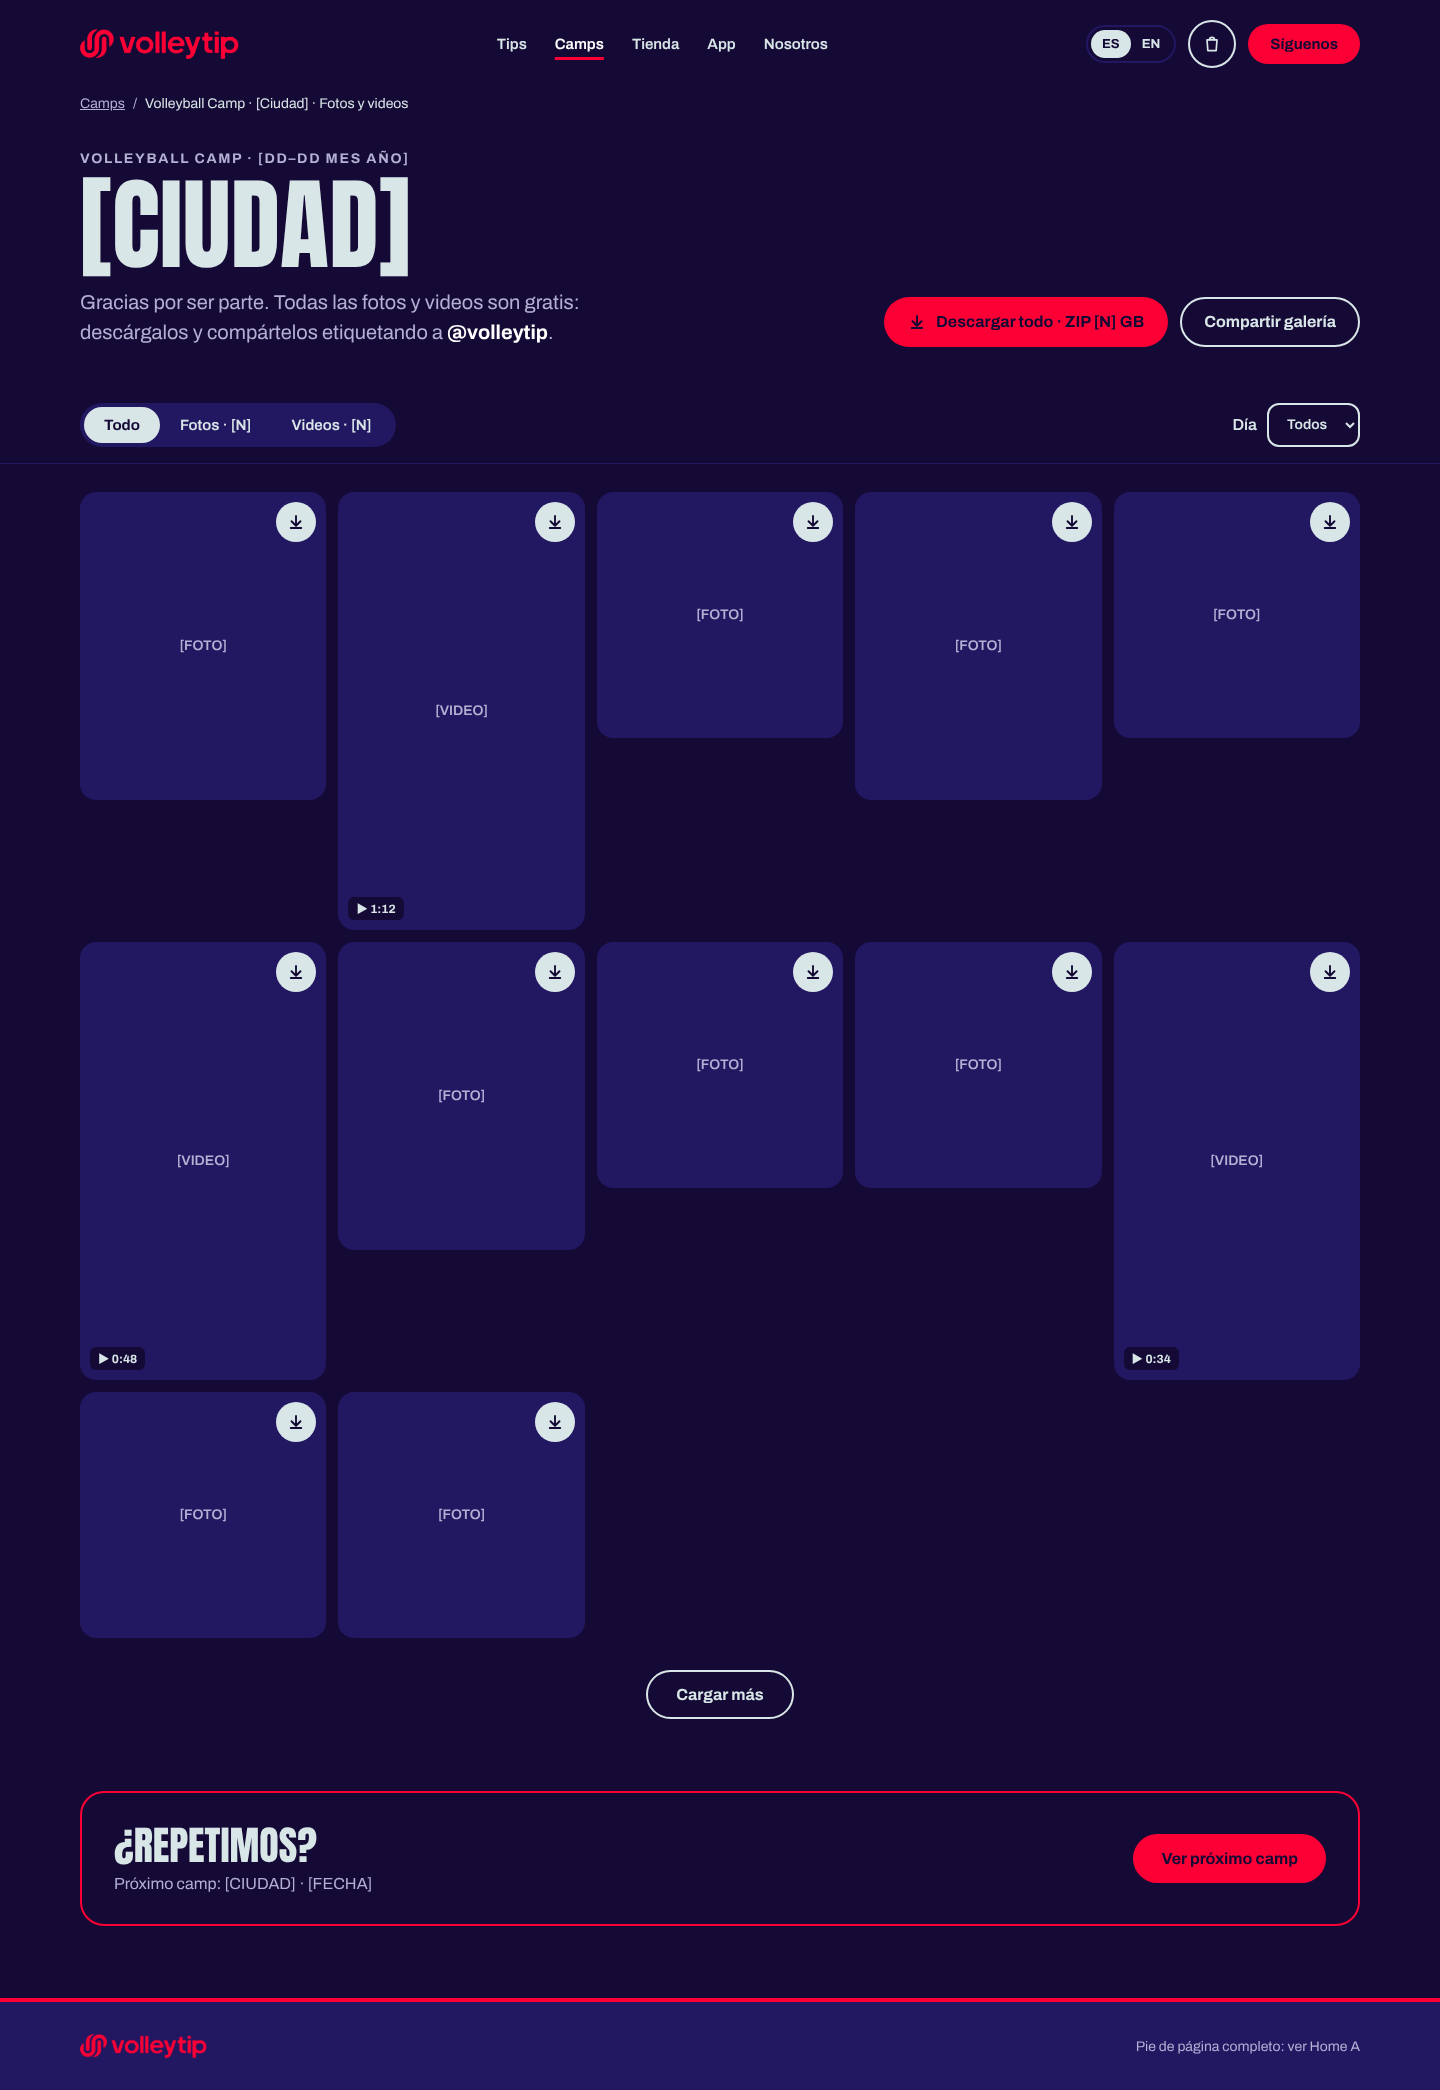 volleytip
Tips
Camps
Tienda
App
Nosotros
ES
EN
Síguenos
Camps / Volleyball Camp · [Ciudad] · Fotos y videos
VOLLEYBALL CAMP · [DD–DD MES AÑO]
[CIUDAD]
Gracias por ser parte. Todas las fotos y videos son gratis:
descárgalos y compártelos etiquetando a @volleytip.
Descargar todo · ZIP [N] GB
Compartir galería
Todo
Fotos · [N]
Videos · [N]
Día
Todos
[FOTO]
[VIDEO]
1:12
[FOTO]
[FOTO]
[FOTO]
[VIDEO]
0:48
[FOTO]
[FOTO]
[FOTO]
[VIDEO]
0:34
[FOTO]
[FOTO]
Cargar más
¿REPETIMOS?
Próximo camp: [CIUDAD] · [FECHA]
Ver próximo camp
volleytip
Pie de página completo: ver Home A